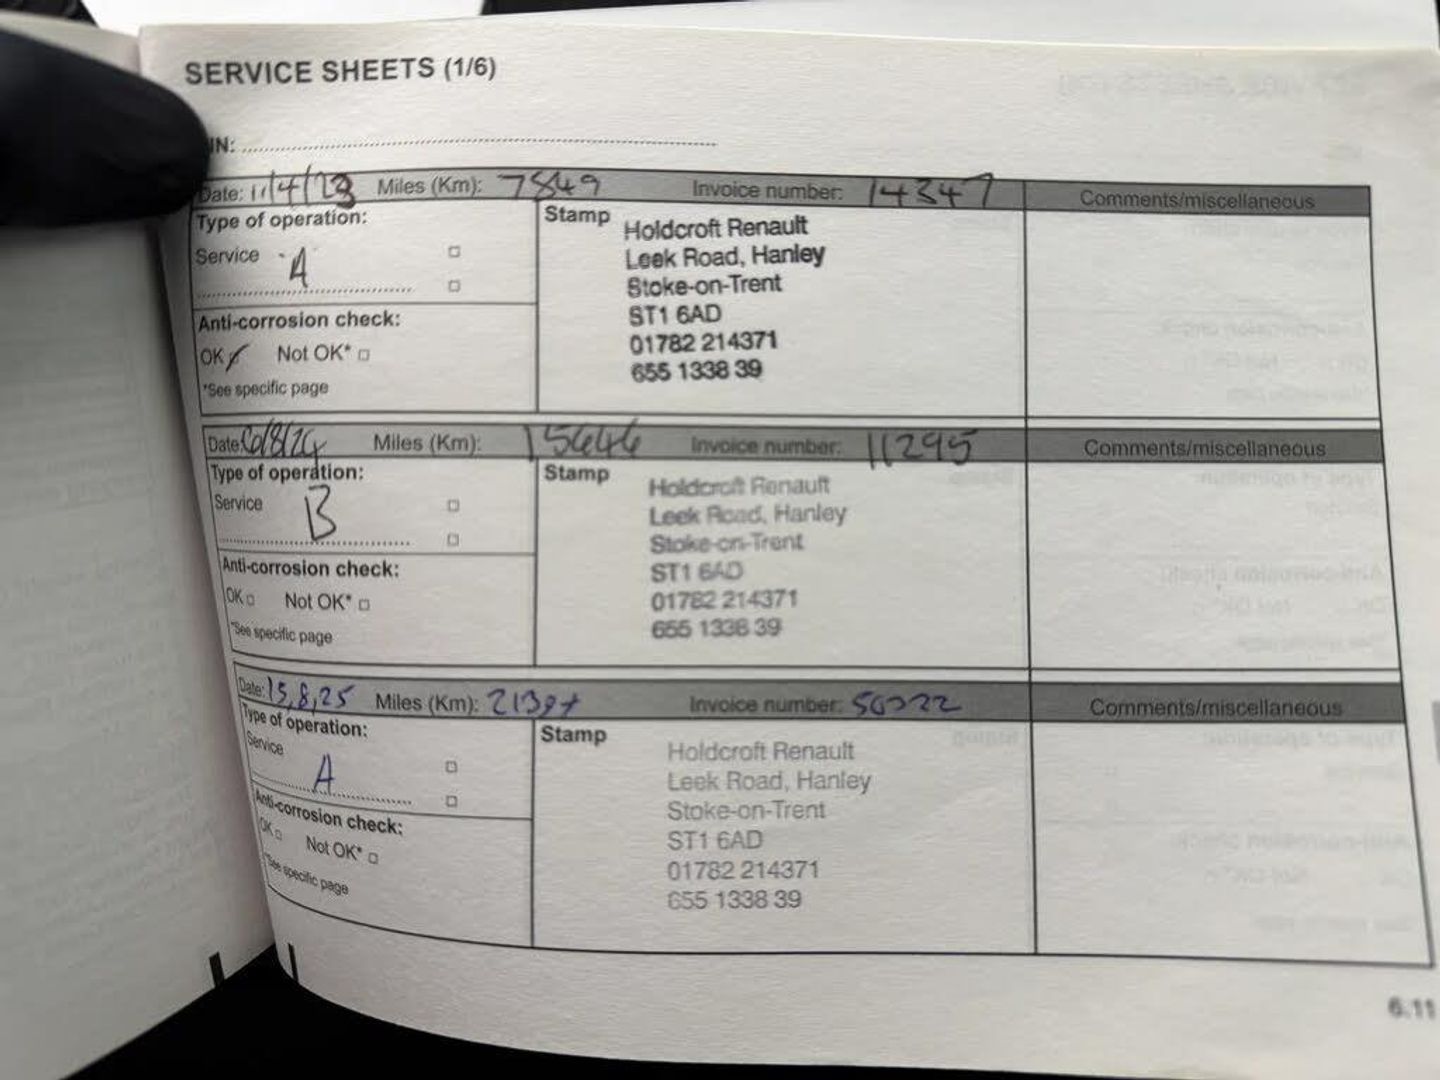 SERVICE SHEETS (1/6)
IN:
Date: 11/4/23 Miles (Km): 7849 Invoice number: 14347 Comments/miscellaneous
Type of operation: Stamp
Service A
Holdcroft Renault
Leek Road, Hanley
Stoke-on-Trent
ST1 6AD
01782 214371
655 1338 39
Anti-corrosion check:
OK Not OK*
*See specific page
Date: Miles (Km): 15646 Invoice number: 11295 Comments/miscellaneous
Type of operation: Stamp
Service B
Holdcroft Renault
Leek Road, Hanley
Stoke-on-Trent
ST1 6AD
01782 214371
655 1338 39
Anti-corrosion check:
OK Not OK*
*See specific page
Date: 15,8,25 Miles (Km): Invoice number: Comments/miscellaneous
Type of operation: Stamp
Service A
Holdcroft Renault
Leek Road, Hanley
Stoke-on-Trent
ST1 6AD
01782 214371
655 1338 39
Anti-corrosion check:
OK Not OK*
*See specific page
6.11